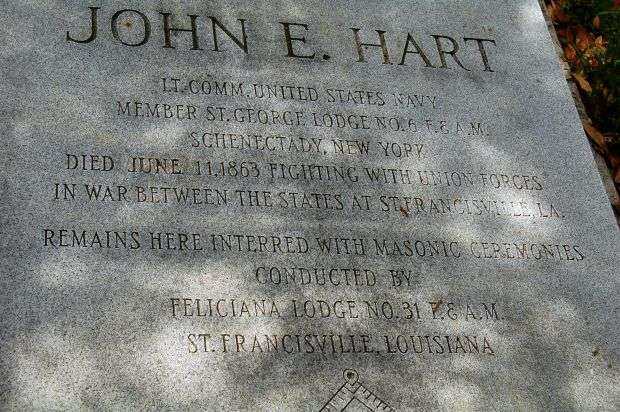 JOHN E. HART
LT. COMM. UNITED STATES NAVY
MEMBER ST. GEORGE LODGE NO. 6 F. & A.M.
SCHENECTADY, NEW YORK
DIED JUNE 11, 1863 FIGHTING WITH UNION FORCES
IN WAR BETWEEN THE STATES AT ST. FRANCISVILLE, LA.
REMAINS HERE INTERRED WITH MASONIC CEREMONIES
CONDUCTED BY
FELICIANA LODGE NO. 31 F. & A.M.
ST. FRANCISVILLE, LOUISIANA